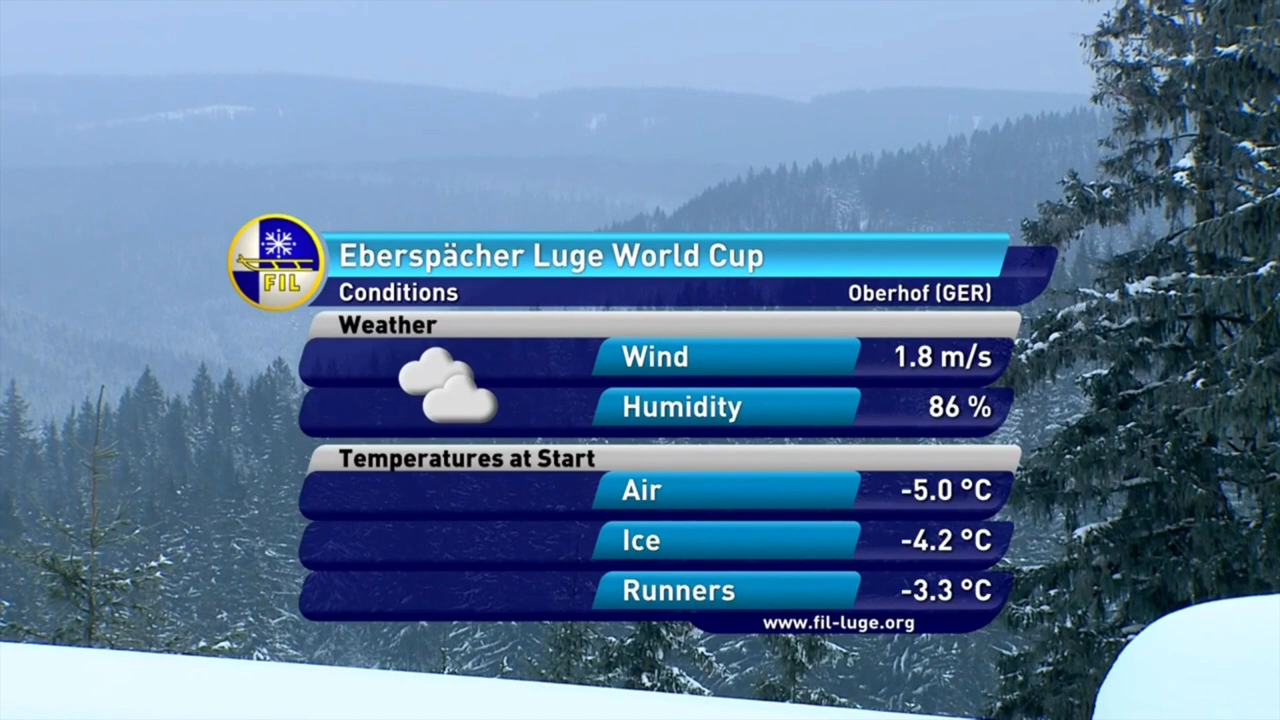 FIL
Eberspächer Luge World Cup
Conditions Oberhof (GER)
Weather
Wind 1.8 m/s
Humidity 86 %
Temperatures at Start
Air -5.0 °C
Ice -4.2 °C
Runners -3.3 °C
www.fil-luge.org